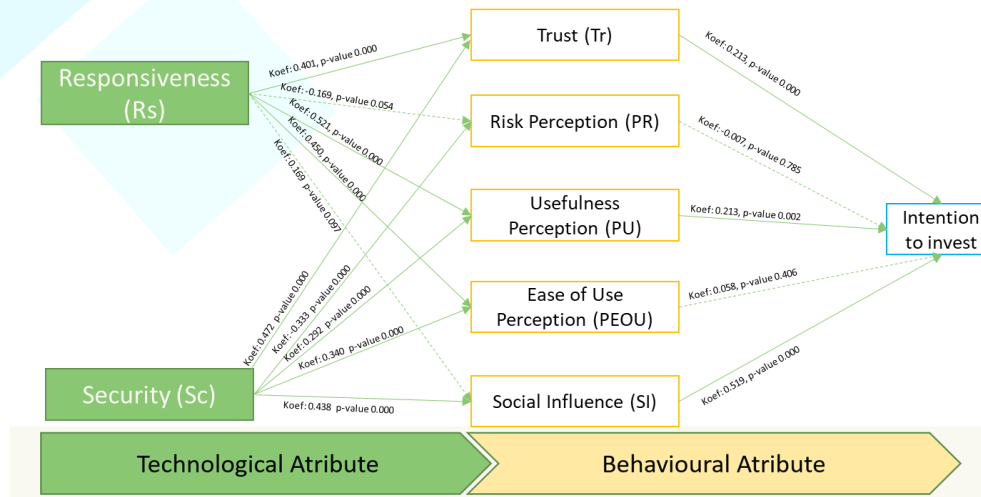 Responsiveness
(Rs)
Security (Sc)
Koef: 0.401, p-value 0.000
Koef: -0.169, p-value 0.054
Koef: 0.521, p-value 0.000
Koef: 0.450, p-value 0.000
Koef: 0.169  p-value 0.097
Koef: 0.472  p-value 0.000
Koef: -0.333  p-value 0.000
Koef: 0.292  p-value 0.000
Koef: 0.340  p-value 0.000
Koef: 0.438  p-value 0.000
Trust (Tr)
Risk Perception (PR)
Usefulness
Perception (PU)
Ease of Use
Perception (PEOU)
Social Influence (SI)
Koef: 0.213, p-value 0.000
Koef: -0.007, p-value 0.785
Koef: 0.213, p-value 0.002
Koef: 0.058, p-value 0.406
Koef: 0.519, p-value 0.000
Intention
to invest
Technological Atribute
Behavioural Atribute